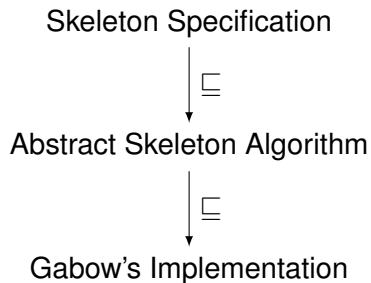 Skeleton Specification
⊑
Abstract Skeleton Algorithm
⊑
Gabow's Implementation